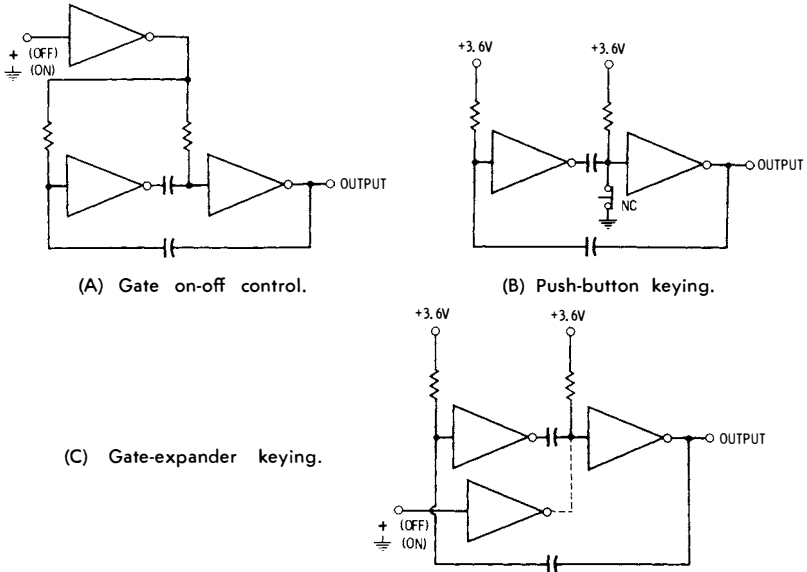 + (OFF)
(ON)
OUTPUT
(A) Gate on-off control.
+3.6V +3.6V
OUTPUT
NC
(B) Push-button keying.
+3.6V +3.6V
OUTPUT
+ (OFF)
(ON)
(C) Gate-expander keying.